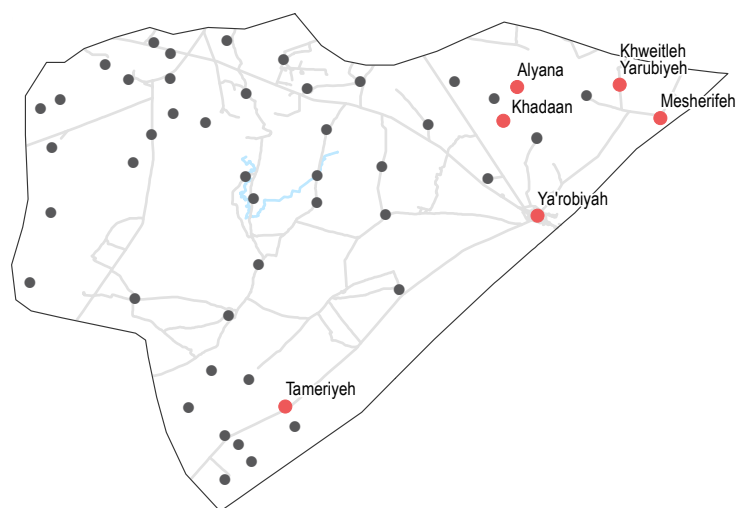 Khweitleh
Yarubiyeh
Alyana
Mesherifeh
Khadaan
Ya'robiyah
Tameriyeh